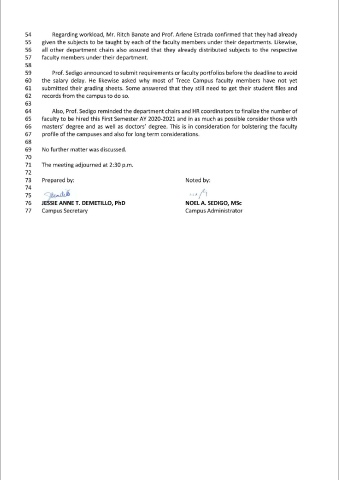 54 Regarding workload, Mr. Ritch Banate and Prof. Arlene Estrada confirmed that they had already
55 given the subjects to be taught by each of the faculty members under their departments. Likewise,
56 all other department chairs also assured that they already distributed subjects to the respective
57 faculty members under their department.
58
59 Prof. Sedigo announced to submit requirements or faculty portfolios before the deadline to avoid
60 the salary delay. He likewise asked why most of Trece Campus faculty members have not yet
61 submitted their grading sheets. Some answered that they still need to get their student files and
62 records from the campus to do so.
63
64 Also, Prof. Sedigo reminded the department chairs and HR coordinators to finalize the number of
65 faculty to be hired this First Semester AY 2020-2021 and in as much as possible consider those with
66 masters' degree and as well as doctors' degree. This is in consideration for bolstering the faculty
67 profile of the campuses and also for long term considerations.
68
69 No further matter was discussed.
70
71 The meeting adjourned at 2:30 p.m.
72
73 Prepared by: Noted by:
74
75
76 JESSIE ANNE T. DEMETILLO, PhD NOEL A. SEDIGO, MSc
77 Campus Secretary Campus Administrator